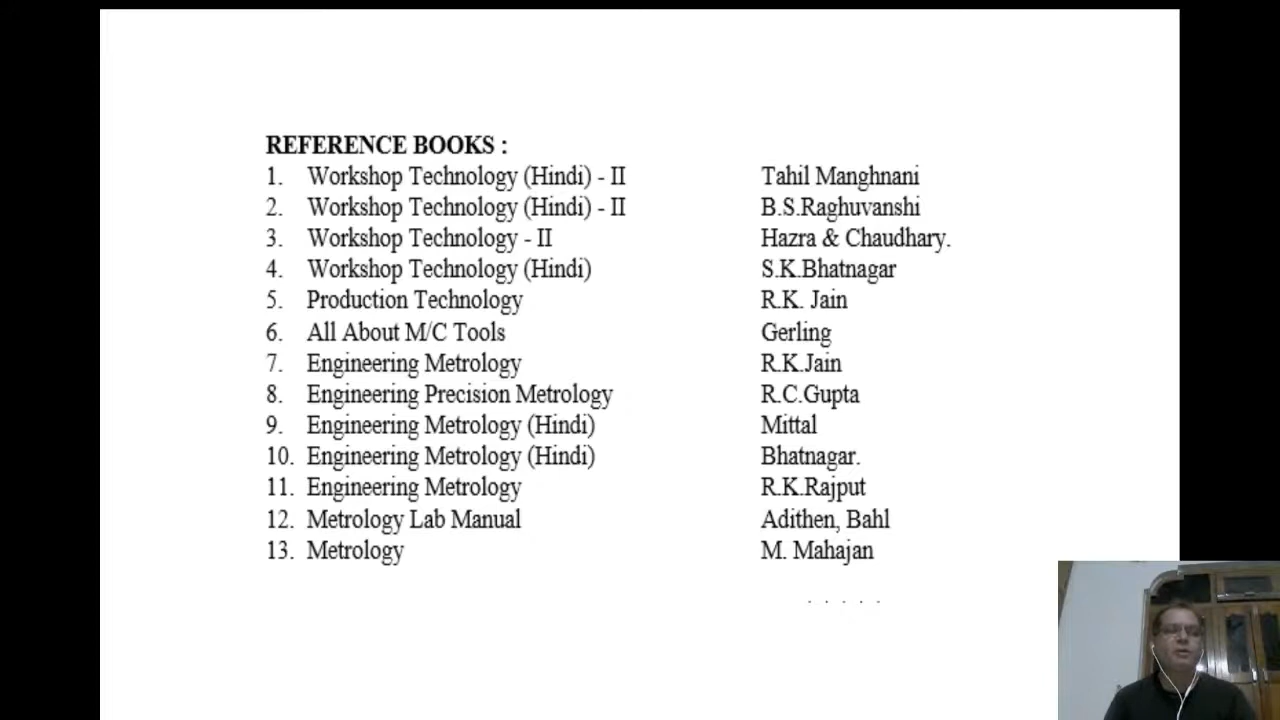 REFERENCE BOOKS :
1. Workshop Technology (Hindi) - II Tahil Manghnani
2. Workshop Technology (Hindi) - II B.S.Raghuvanshi
3. Workshop Technology - II Hazra & Chaudhary.
4. Workshop Technology (Hindi) S.K.Bhatnagar
5. Production Technology R.K. Jain
6. All About M/C Tools Gerling
7. Engineering Metrology R.K.Jain
8. Engineering Precision Metrology R.C.Gupta
9. Engineering Metrology (Hindi) Mittal
10. Engineering Metrology (Hindi) Bhatnagar.
11. Engineering Metrology R.K.Rajput
12. Metrology Lab Manual Adithen, Bahl
13. Metrology M. Mahajan
. . . . .